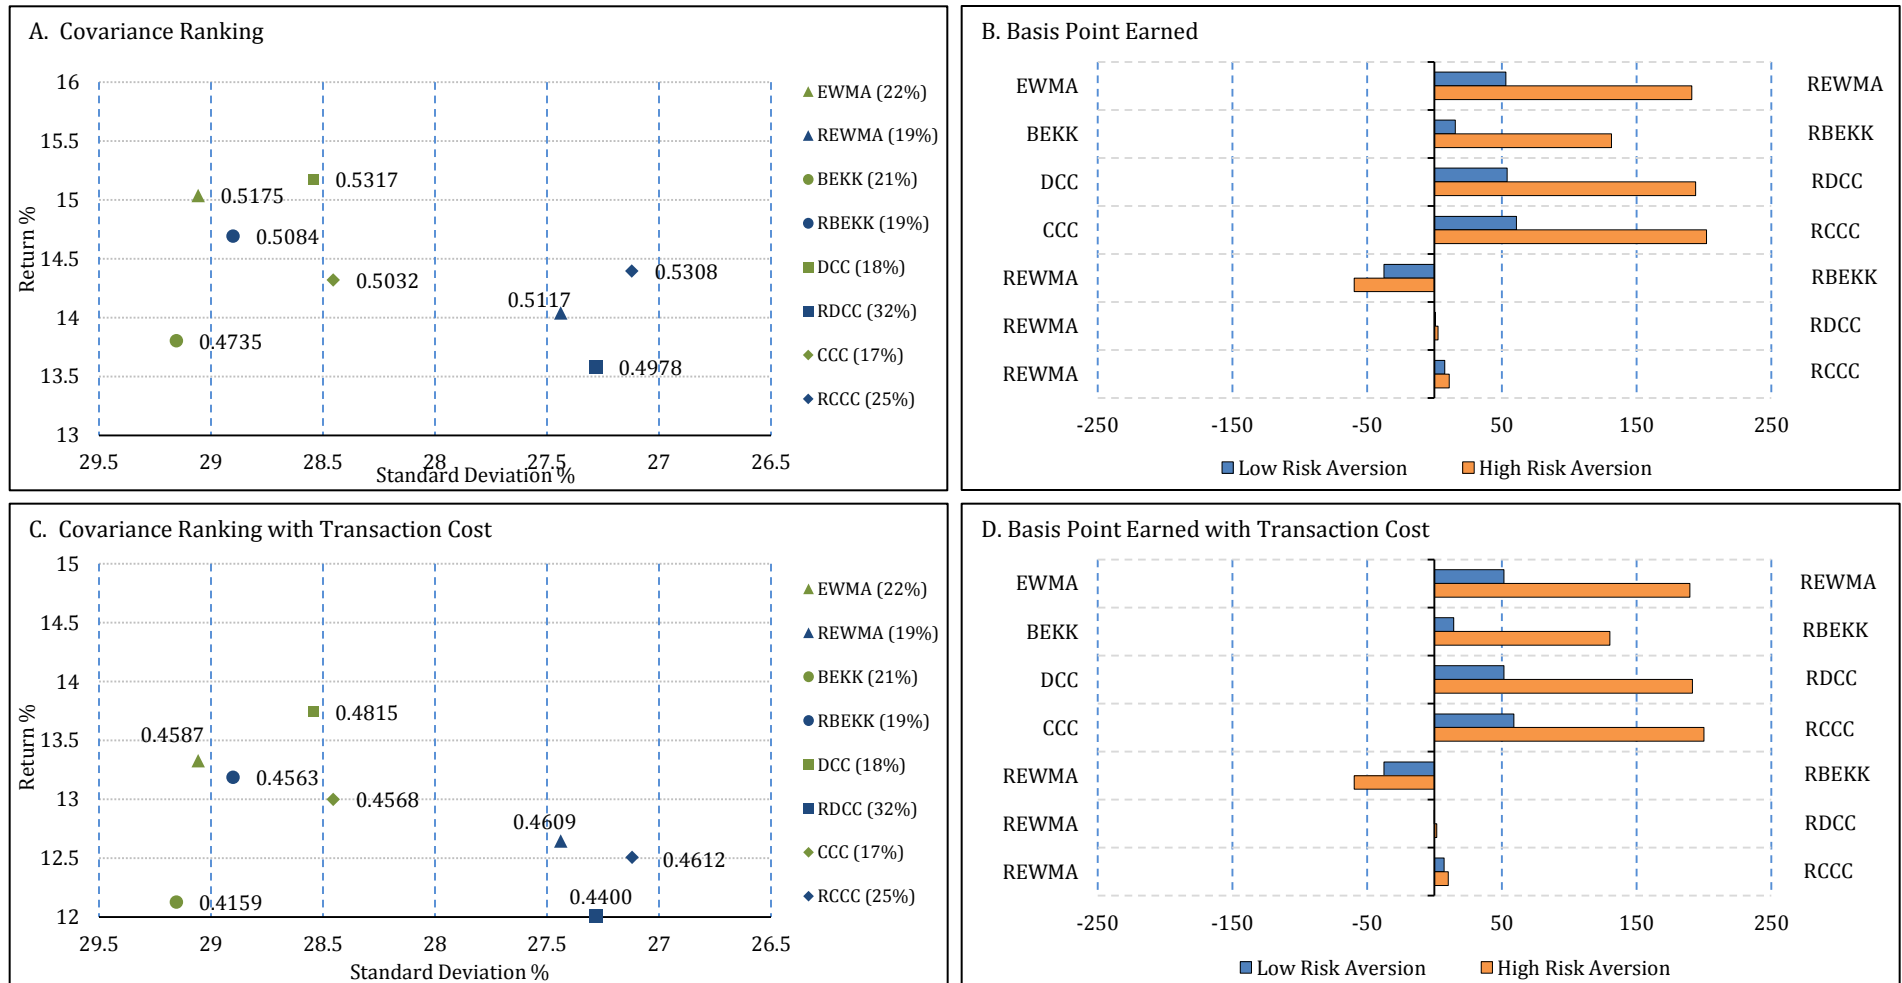 A. Covariance Ranking
16
15.5
15
14.5
14
13.5
13
Return %
0.5175
0.5317
0.5084
0.5032
0.5308
0.5117
0.4735
0.4978
29.5 29 28.5 28 27.5 27 26.5
Standard Deviation %
EWMA (22%)
REWMA (19%)
BEKK (21%)
RBEKK (19%)
DCC (18%)
RDCC (32%)
CCC (17%)
RCCC (25%)
B. Basis Point Earned
EWMA REWMA
BEKK RBEKK
DCC RDCC
CCC RCCC
REWMA RBEKK
REWMA RDCC
REWMA RCCC
-250 -150 -50 50 150 250
Low Risk Aversion High Risk Aversion
C. Covariance Ranking with Transaction Cost
15
14.5
14
13.5
13
12.5
12
Return %
0.4815
0.4587
0.4563
0.4568
0.4609
0.4612
0.4400
0.4159
29.5 29 28.5 28 27.5 27 26.5
Standard Deviation %
EWMA (22%)
REWMA (19%)
BEKK (21%)
RBEKK (19%)
DCC (18%)
RDCC (32%)
CCC (17%)
RCCC (25%)
D. Basis Point Earned with Transaction Cost
EWMA REWMA
BEKK RBEKK
DCC RDCC
CCC RCCC
REWMA RBEKK
REWMA RDCC
REWMA RCCC
-250 -150 -50 50 150 250
Low Risk Aversion High Risk Aversion